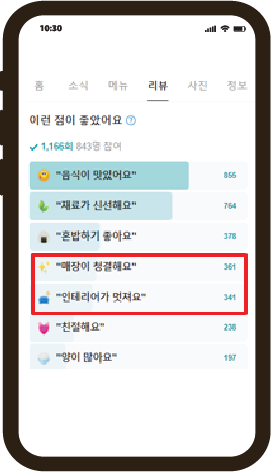 10:30
홈 소식 메뉴 리뷰 사진 정보
이런 점이 좋았어요 ?
1,166회 843명 참여
"음식이 맛있어요"
"재료가 신선해요" 764
"혼밥하기 좋아요" 378
"매장이 청결해요" 361
"인테리어가 멋져요" 341
"친절해요" 238
"양이 많아요" 197